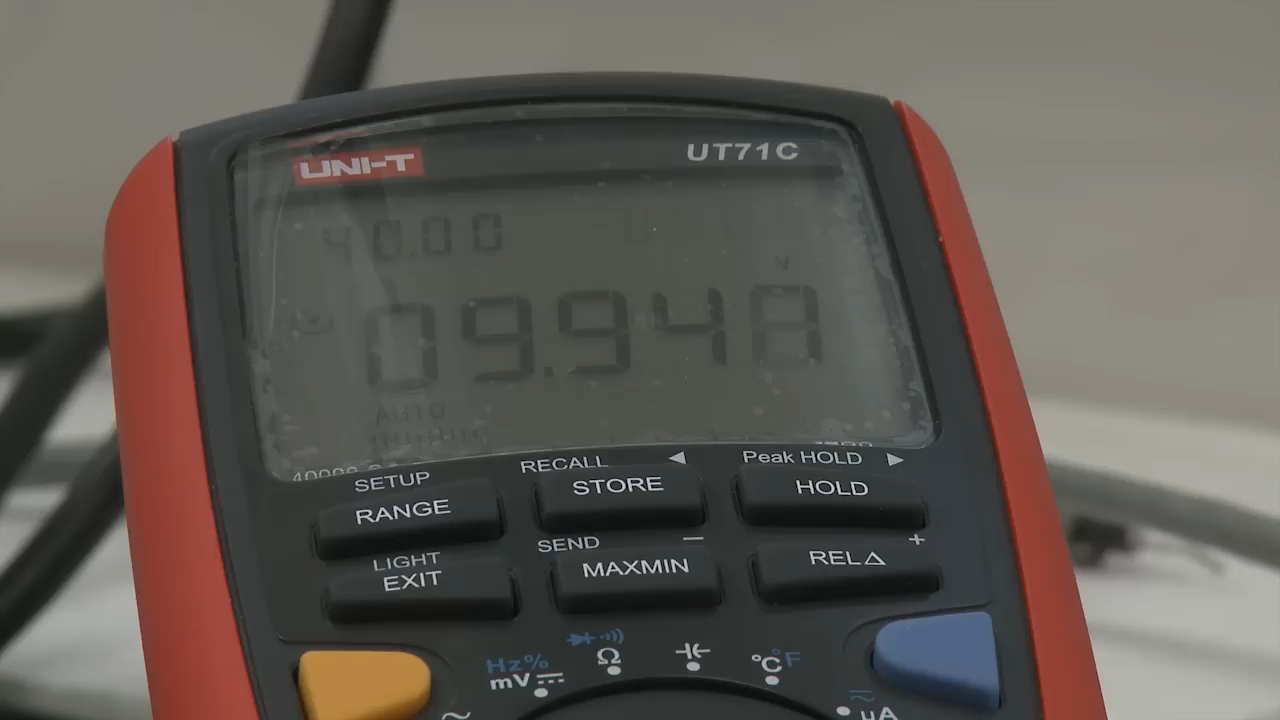 UNI-T UT71C
40.00
V
09.948
AUTO
SETUP RECALL ◀ Peak HOLD ▶
RANGE STORE HOLD
LIGHT SEND − +
EXIT MAXMIN REL△
Hz%
mV Ω °C°F
µA